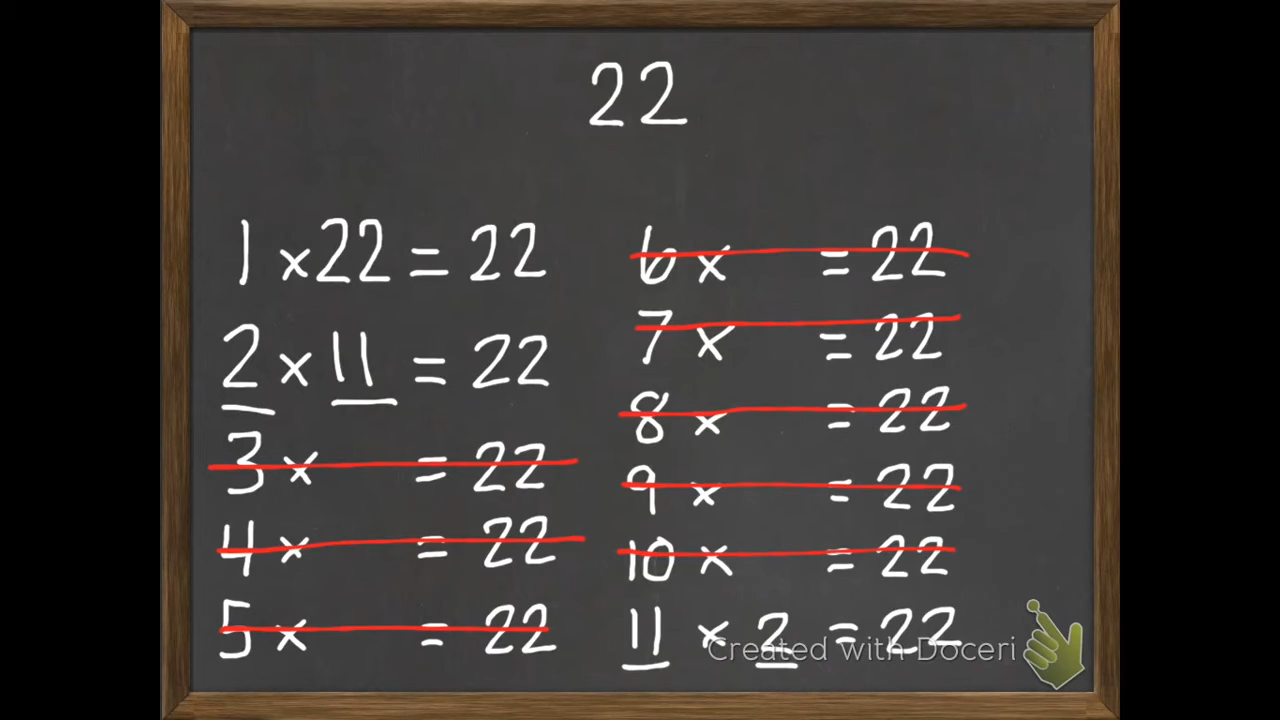 22
1 × 22 = 22
2 × 11 = 22
3 × = 22
4 × = 22
5 × = 22
6 × = 22
7 × = 22
8 × = 22
9 × = 22
10 × = 22
11 × 2 = 22
Created with Doceri